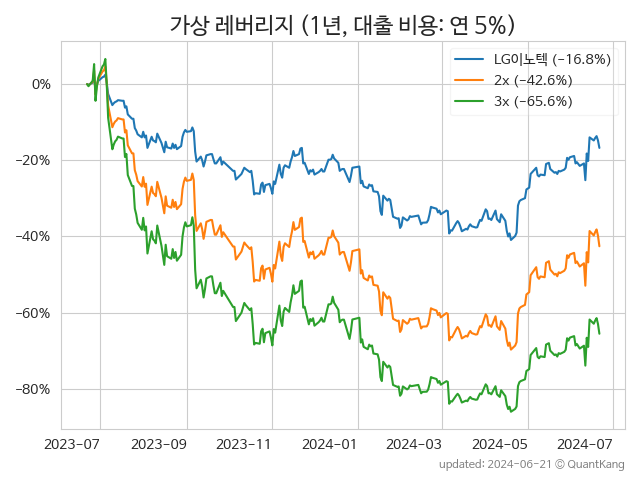 가상 레버리지 (1년, 대출 비용: 연 5%)
LG이노텍 (−16.8%)
2x (−42.6%)
3x (−65.6%)
0%
−20%
−40%
−60%
−80%
2023-07 2023-09 2023-11 2024-01 2024-03 2024-05 2024-07
updated: 2024-06-21 © QuantKang